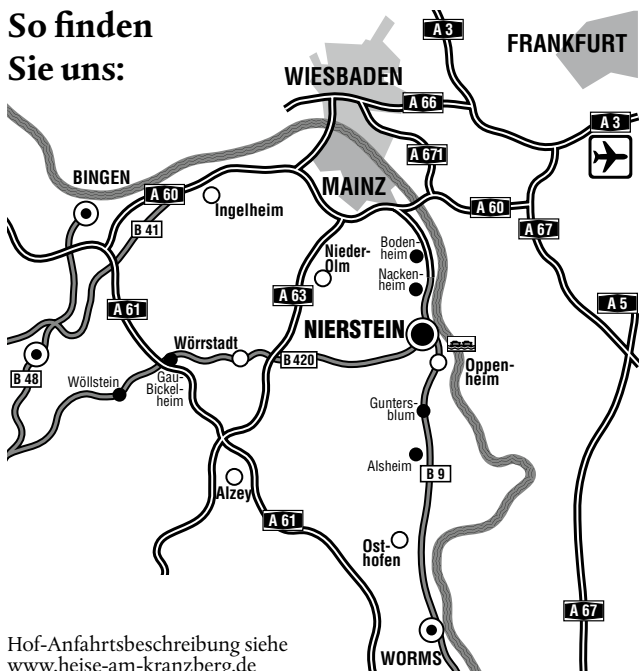 So finden
Sie uns:
A 3
FRANKFURT
WIESBADEN
A 66
A 3
A 671
BINGEN
MAINZ
A 60
Ingelheim
A 60
B 41
A 67
Boden-
heim
Nieder-
Olm
Nacken-
heim
A 63
A 5
A 61
NIERSTEIN
Wörrstadt
B 420
Oppen-
heim
B 48
Wöllstein
Gau-
Bickel-
heim
Gunters-
blum
Alsheim
B 9
Alzey
A 61
Ost-
hofen
A 67
WORMS
Hof-Anfahrtsbeschreibung siehe
www.heise-am-kranzberg.de